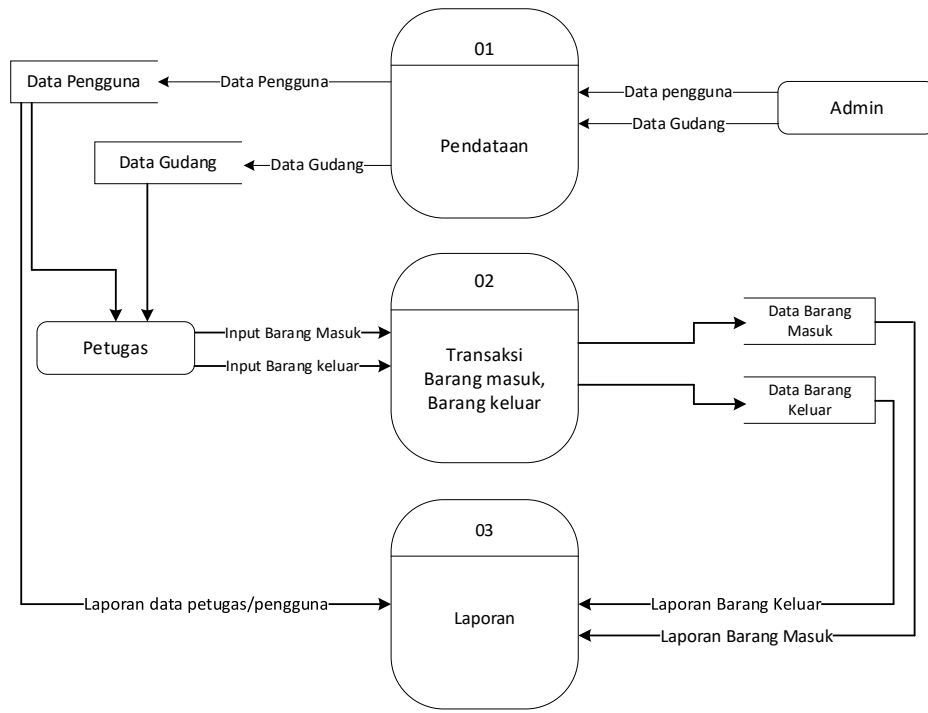 01
Pendataan
Data Pengguna
Data Pengguna
Data pengguna
Data Gudang
Admin
Data Gudang
Data Gudang
02
Transaksi
Barang masuk,
Barang keluar
Petugas
Input Barang Masuk
Input Barang keluar
Data Barang
Masuk
Data Barang
Keluar
03
Laporan
Laporan data petugas/pengguna
Laporan Barang Keluar
Laporan Barang Masuk